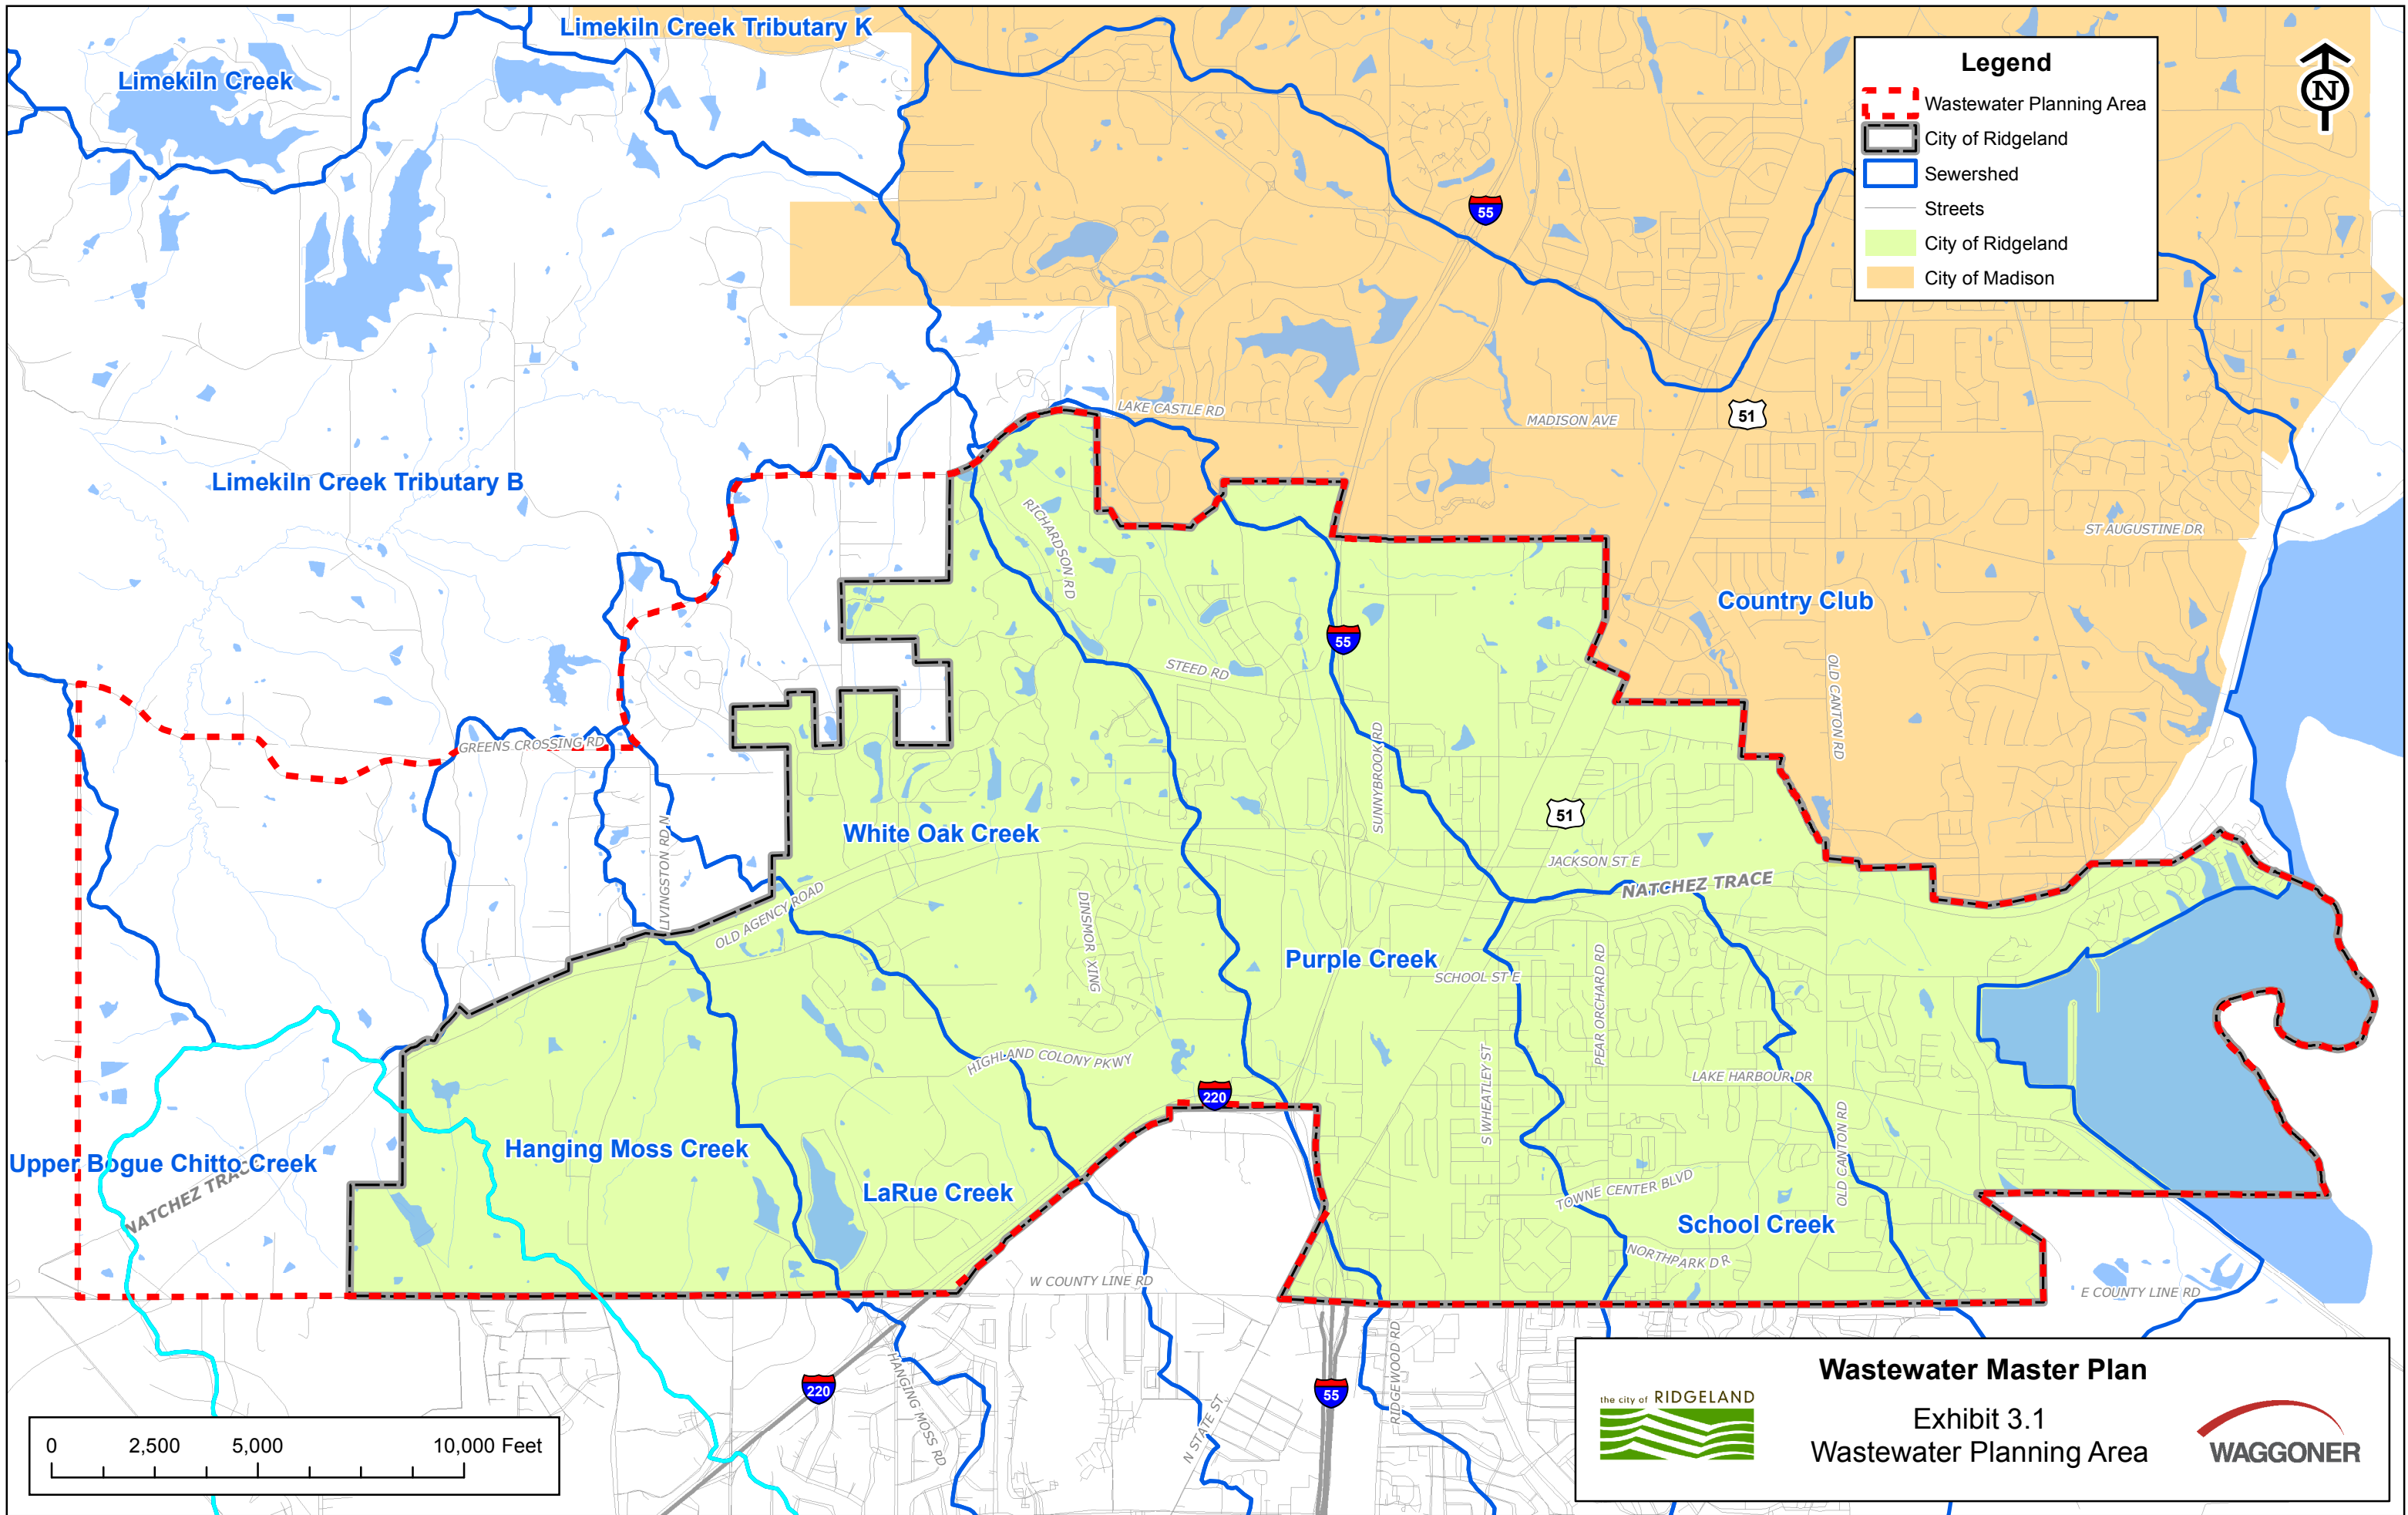 Limekiln Creek Tributary K
Limekiln Creek
Legend
Wastewater Planning Area
City of Ridgeland
Sewershed
Streets
City of Ridgeland
City of Madison
N
55
LAKE CASTLE RD
MADISON AVE
51
Limekiln Creek Tributary B
RICHARDSON RD
ST AUGUSTINE DR
Country Club
55
STEED RD
OLD CANTON RD
GREENS CROSSING RD
SUNNYBROOK RD
LIVINGSTON RD N
White Oak Creek
51
JACKSON ST E
NATCHEZ TRACE
OLD AGENCY ROAD
DINSMOR XING
Purple Creek
SCHOOL ST E
PEAR ORCHARD RD
HIGHLAND COLONY PKWY
S WHEATLEY ST
LAKE HARBOUR DR
220
OLD CANTON RD
Hanging Moss Creek
Upper Bogue Chitto Creek
NATCHEZ TRACE
LaRue Creek
TOWNE CENTER BLVD
School Creek
NORTHPARK DR
W COUNTY LINE RD
E COUNTY LINE RD
HANGING MOSS RD
220
N STATE ST
55
RIDGEWOOD RD
0 2,500 5,000 10,000 Feet
Wastewater Master Plan
the city of RIDGELAND
Exhibit 3.1
Wastewater Planning Area
WAGGONER